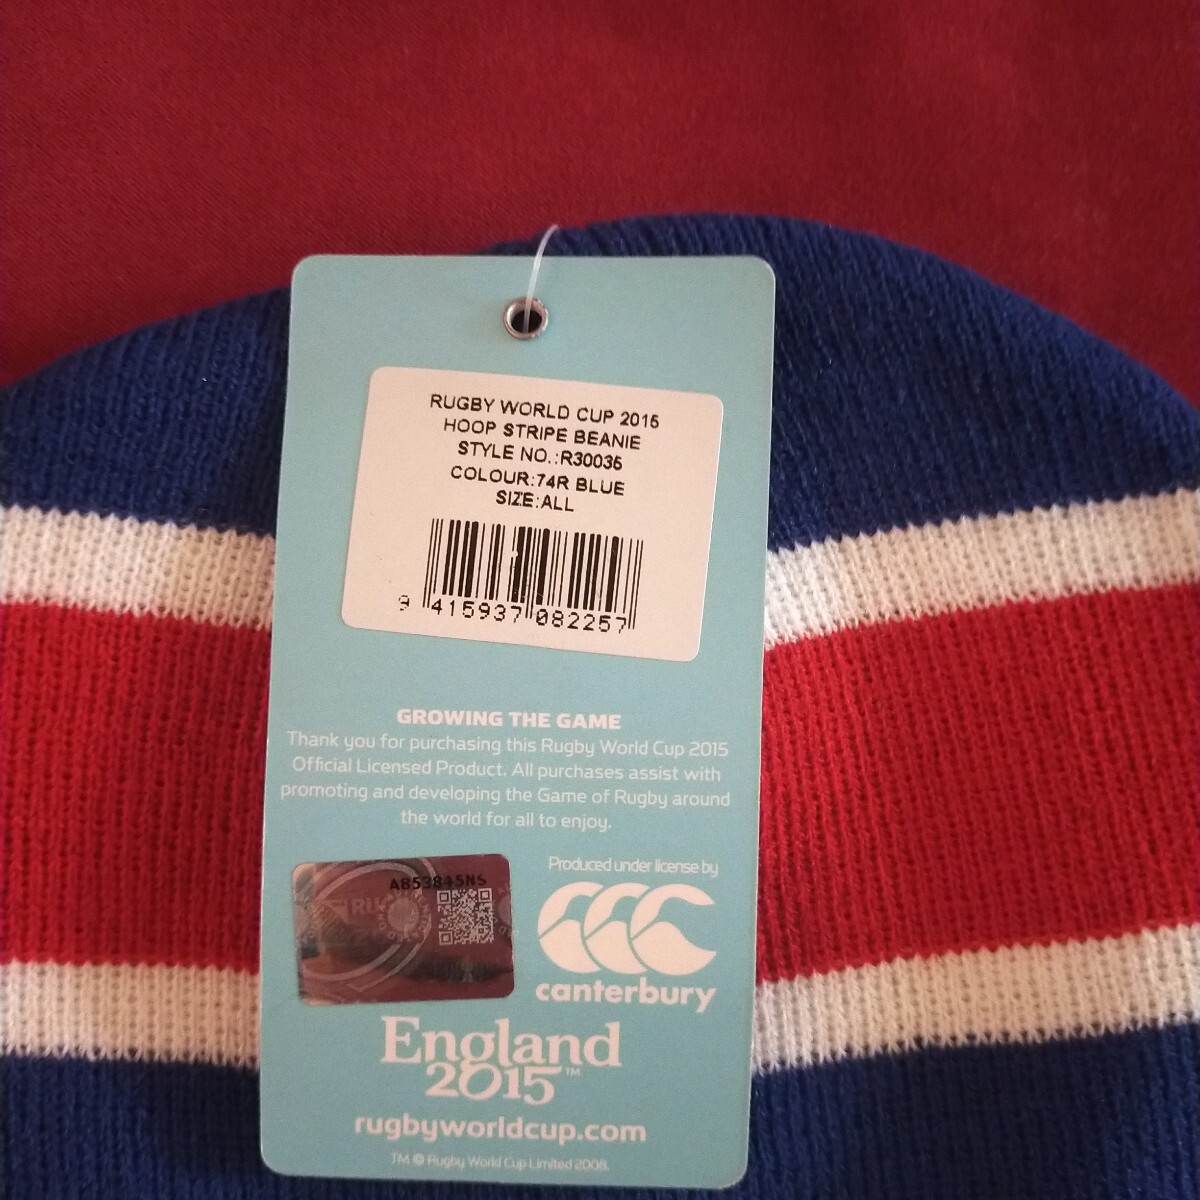 RUGBY WORLD CUP 2015
HOOP STRIPE BEANIE
STYLE NO.:R30035
COLOUR:74R BLUE
SIZE:ALL
9 415937 082257
GROWING THE GAME
Thank you for purchasing this Rugby World Cup 2015
Official Licensed Product. All purchases assist with
promoting and developing the Game of Rugby around
the world for all to enjoy.
A853845NS
Produced under license by
canterbury
England
2015™
rugbyworldcup.com
TM © Rugby World Cup Limited 2008.